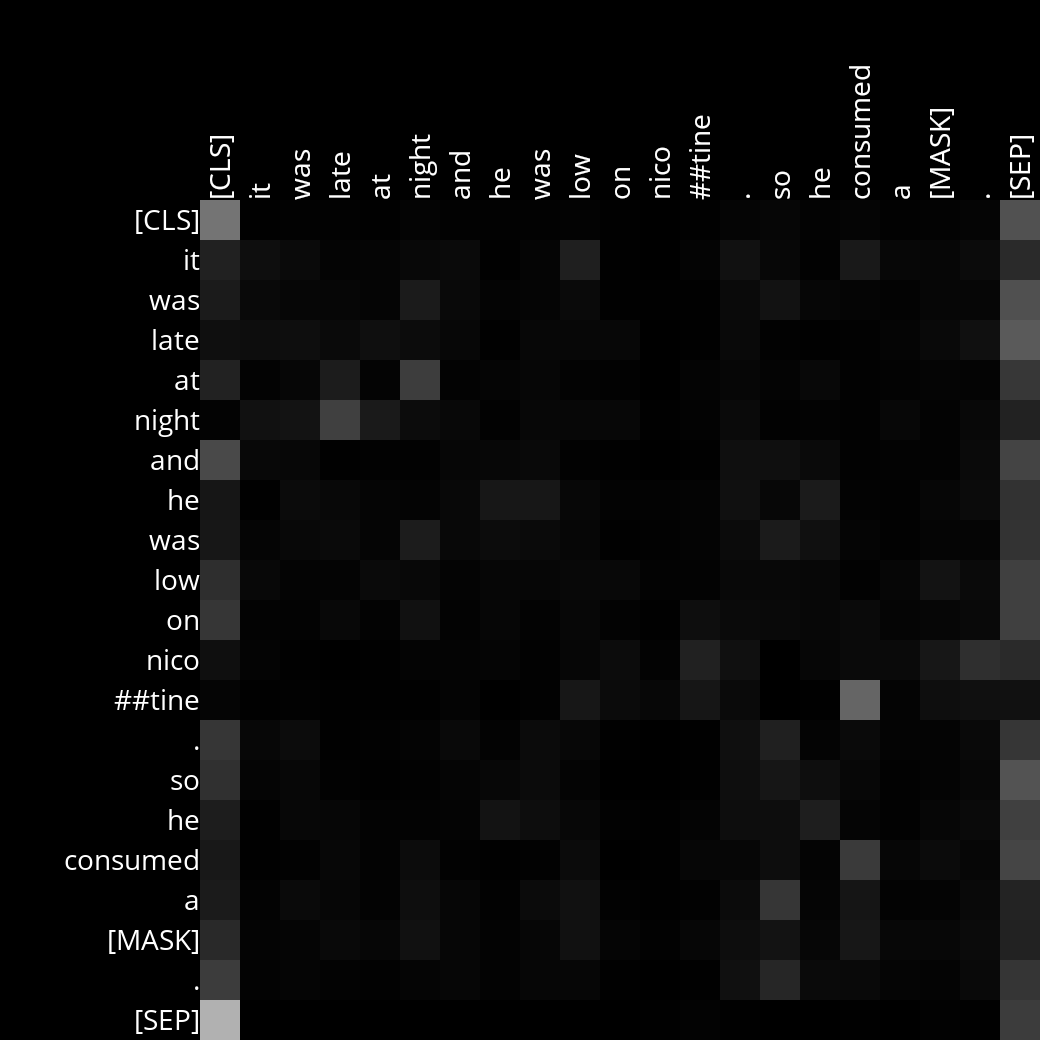 [CLS] it was late at night and he was low on nico ##tine . so he consumed a [MASK] . [SEP]
[CLS]
it
was
late
at
night
and
he
was
low
on
nico
##tine
.
so
he
consumed
a
[MASK]
.
[SEP]